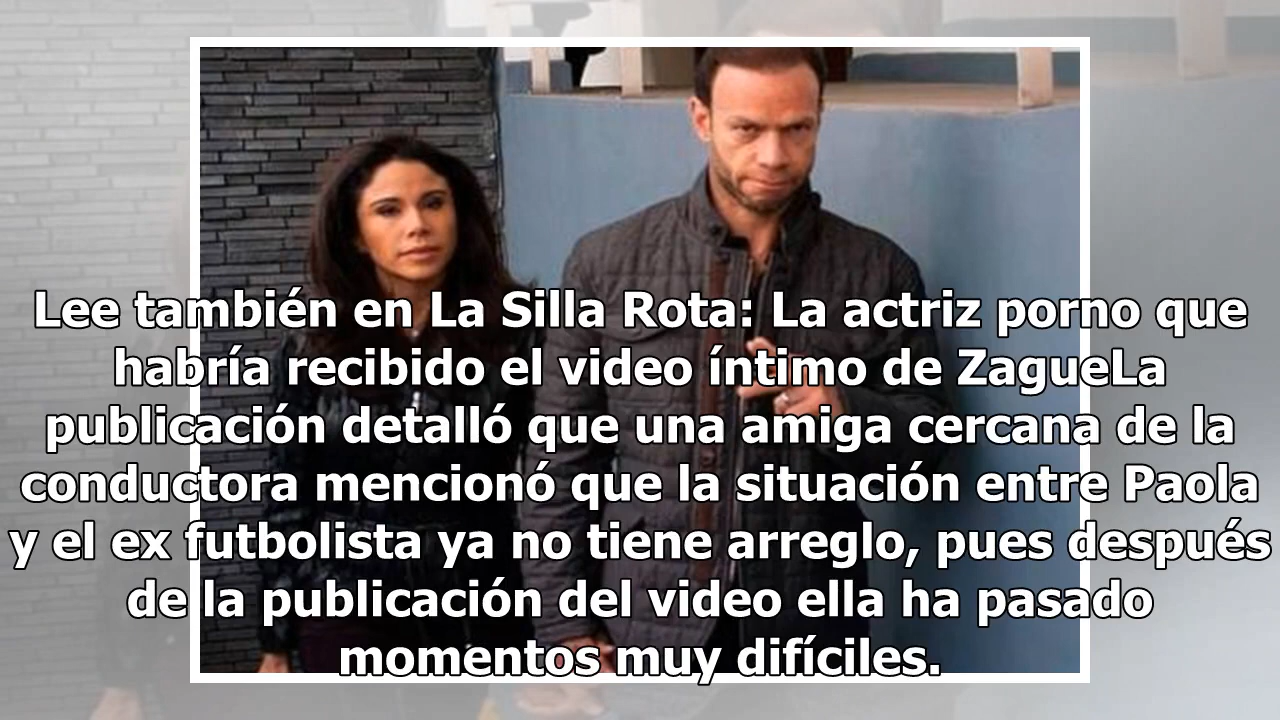 Lee también en La Silla Rota: La actriz porno que
habría recibido el video íntimo de ZagueLa
publicación detalló que una amiga cercana de la
conductora mencionó que la situación entre Paola
y el ex futbolista ya no tiene arreglo, pues después
de la publicación del video ella ha pasado
momentos muy difíciles.